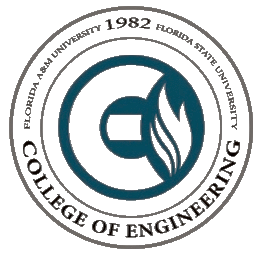 FLORIDA A&M UNIVERSITY 1982 FLORIDA STATE UNIVERSITY
COLLEGE OF ENGINEERING